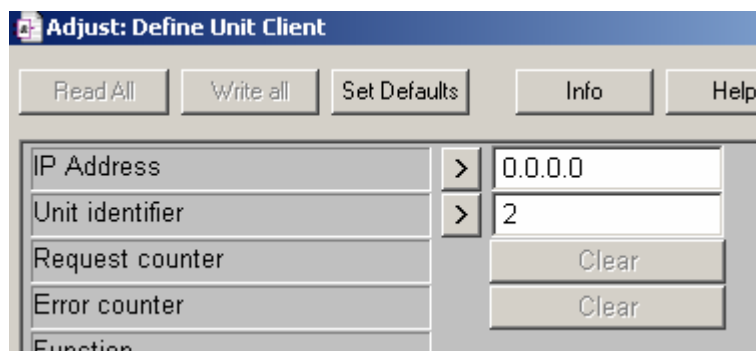 Adjust: Define Unit Client
Read All Write all Set Defaults Info Help
IP Address > 0.0.0.0
Unit identifier > 2
Request counter Clear
Error counter Clear
Function